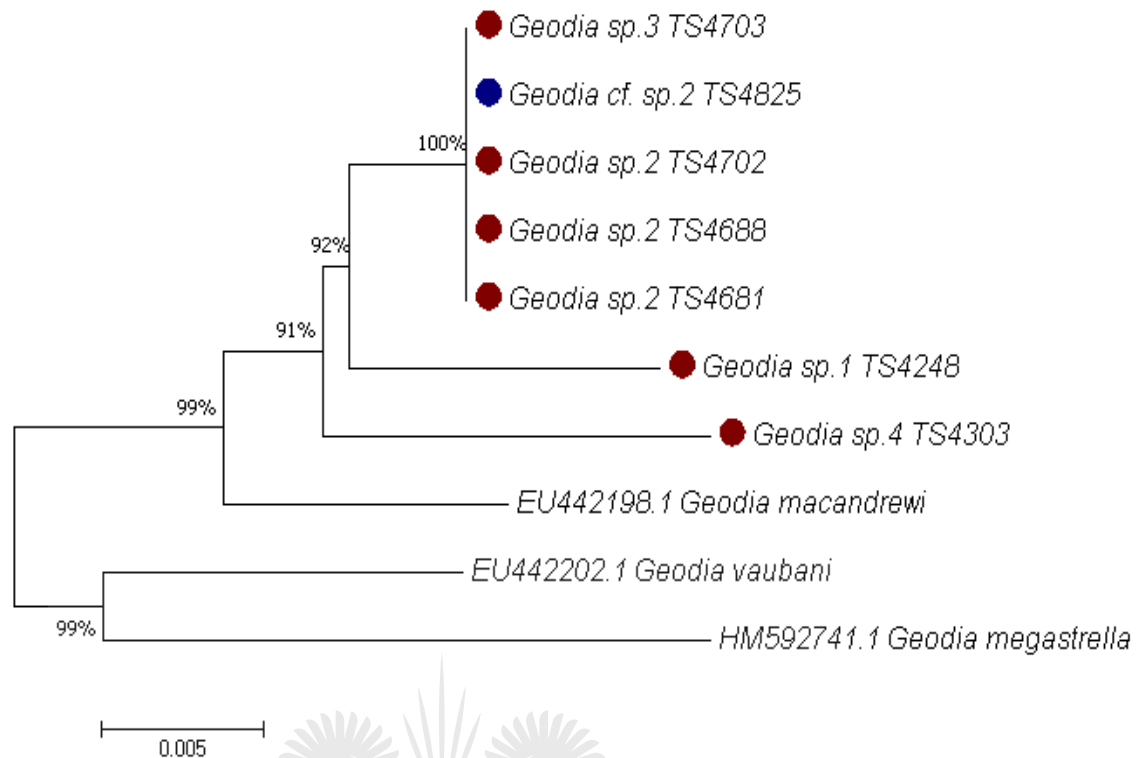 Geodia sp.3 TS4703
Geodia cf. sp.2 TS4825
100%
Geodia sp.2 TS4702
Geodia sp.2 TS4688
92%
Geodia sp.2 TS4681
91%
Geodia sp.1 TS4248
99%
Geodia sp.4 TS4303
EU442198.1 Geodia macandrewi
EU442202.1 Geodia vaubani
99%
HM592741.1 Geodia megastrella
0.005